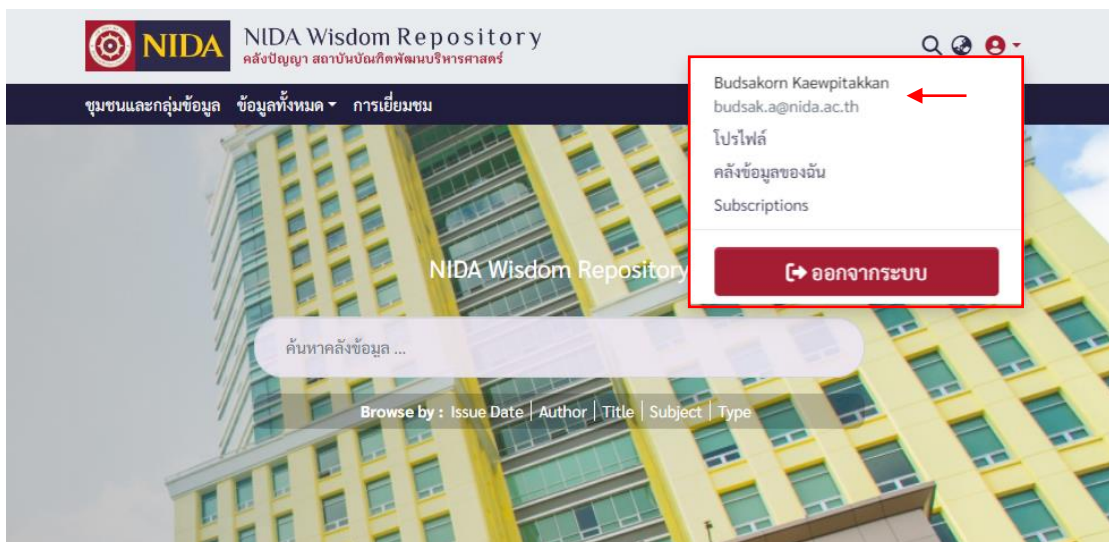 NIDA
NIDA Wisdom Repository
คลังปัญญา สถาบันบัณฑิตพัฒนบริหารศาสตร์
ชุมชนและกลุ่มข้อมูล ข้อมูลทั้งหมด การเยี่ยมชม
Budsakorn Kaewpitakkan
budsak.a@nida.ac.th
โปรไฟล์
คลังข้อมูลของฉัน
Subscriptions
ออกจากระบบ
NIDA Wisdom Repository
ค้นหาคลังข้อมูล ...
Browse by : Issue Date | Author | Title | Subject | Type